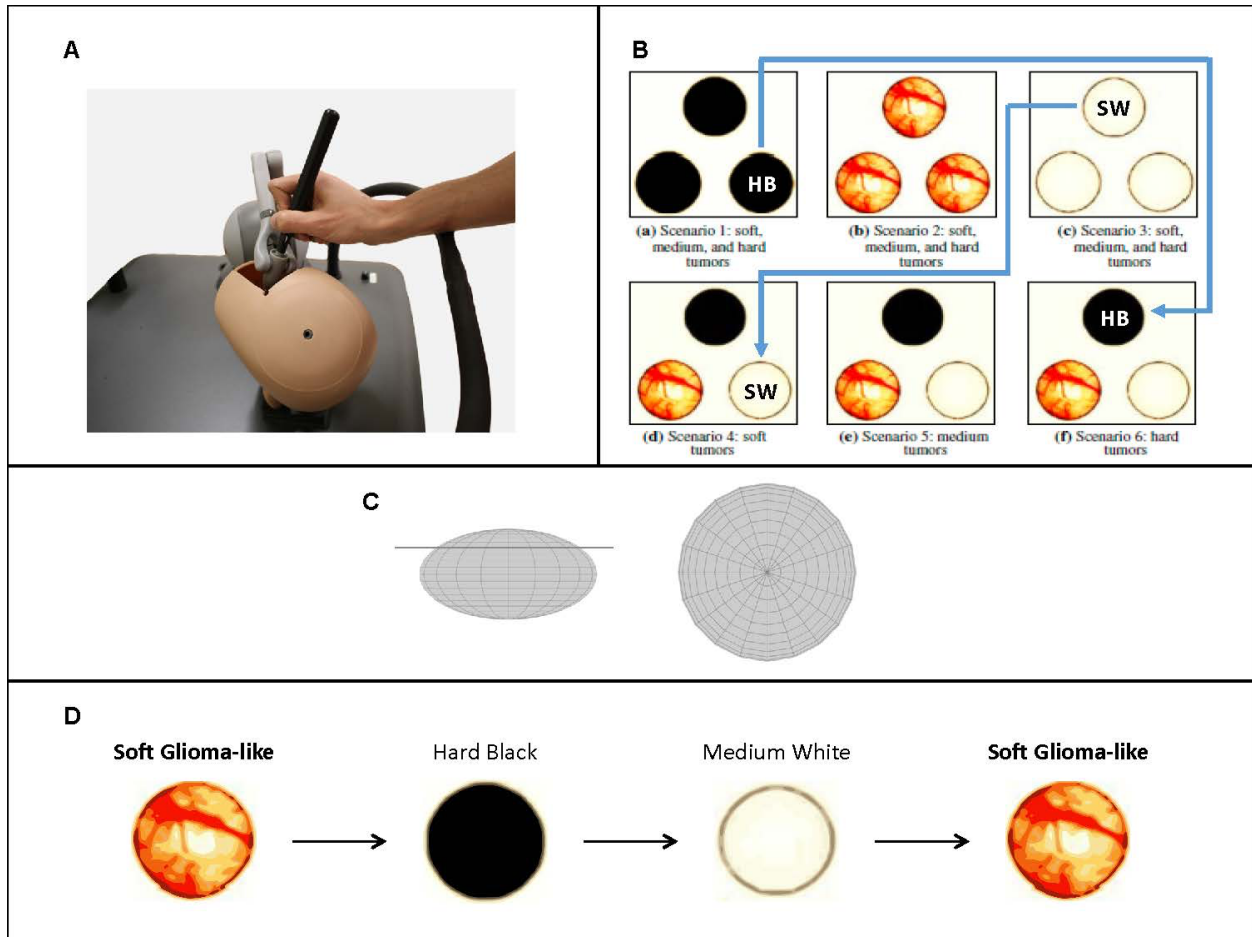 A
B
HB
SW
(a) Scenario 1: soft,
medium, and hard
tumors
(b) Scenario 2: soft,
medium, and hard
tumors
(c) Scenario 3: soft,
medium, and hard
tumors
SW
HB
(d) Scenario 4: soft
tumors
(e) Scenario 5: medium
tumors
(f) Scenario 6: hard
tumors
C
D
Soft Glioma-like
Hard Black
Medium White
Soft Glioma-like